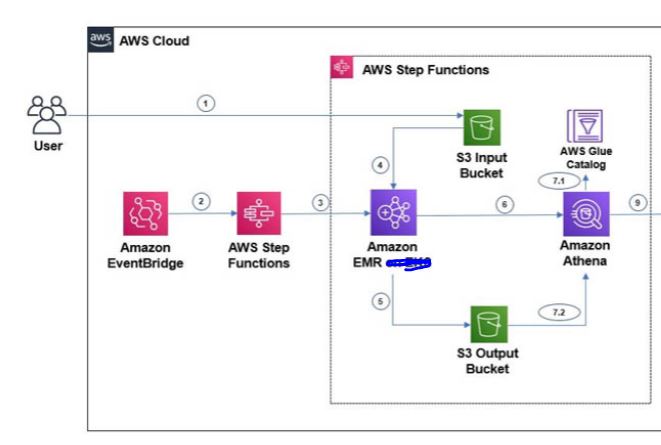 aws
AWS Cloud
AWS Step Functions
1
User
S3 Input
Bucket
AWS Glue
Catalog
4
7.1
2
3
6
9
Amazon
EventBridge
AWS Step
Functions
Amazon
EMR
Amazon
Athena
5
7.2
S3 Output
Bucket